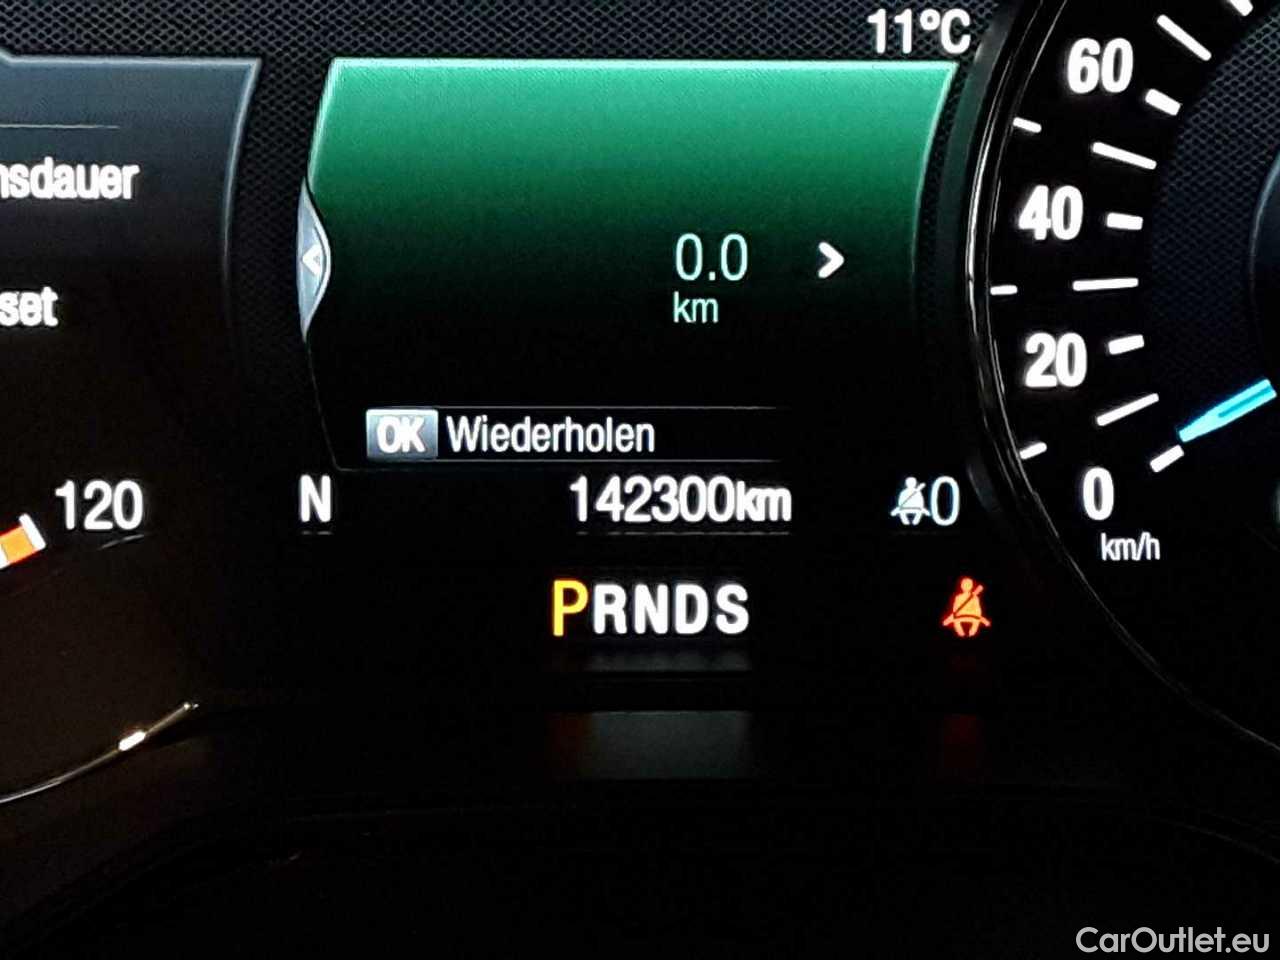 11°C
60
nsdauer
40
0.0 >
km
set
20
OK Wiederholen
120
N
142300km
0
0
km/h
PRNDS
CarOutlet.eu